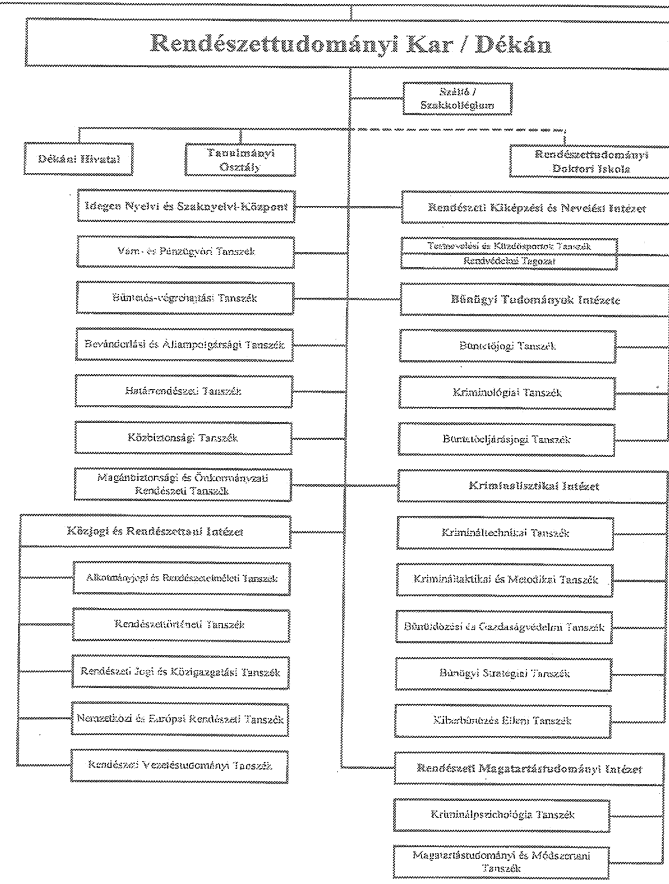 Rendészettudományi Kar / Dékán
Szálló /
Szakkollégium
Dékáni Hivatal
Tanulmányi
Osztály
Rendészettudományi
Doktori Iskola
Idegen Nyelvi és Szaknyelvi Központ
Vám- és Pénzügyőri Tanszék
Büntetés-végrehajtási Tanszék
Bevándorlási és Állampolgársági Tanszék
Határrendészeti Tanszék
Közbiztonsági Tanszék
Magánbiztonsági és Önkormányzati
Rendészeti Tanszék
Közjogi és Rendészettani Intézet
Alkotmányjogi és Rendészetelméleti Tanszék
Rendészettörténeti Tanszék
Rendészeti Jogi és Közigazgatási Tanszék
Nemzetközi és Európai Rendészeti Tanszék
Rendészeti Vezetéstudományi Tanszék
Rendészeti Kiképzési és Nevelési Intézet
Testnevelési és Küzdősportok Tanszék
Rendvédelmi Tagozat
Bűnügyi Tudományok Intézete
Büntetőjogi Tanszék
Kriminológiai Tanszék
Büntetőeljárásjogi Tanszék
Kriminalisztikai Intézet
Krimináltechnikai Tanszék
Krimináltaktikai és Metodikai Tanszék
Bűnüldözési és Gazdaságvédelmi Tanszék
Bűnügyi Stratégiai Tanszék
Kiberbűnözés Elleni Tanszék
Rendészeti Magatartástudományi Intézet
Kriminálpszichológia Tanszék
Magatartástudományi és Módszertani
Tanszék